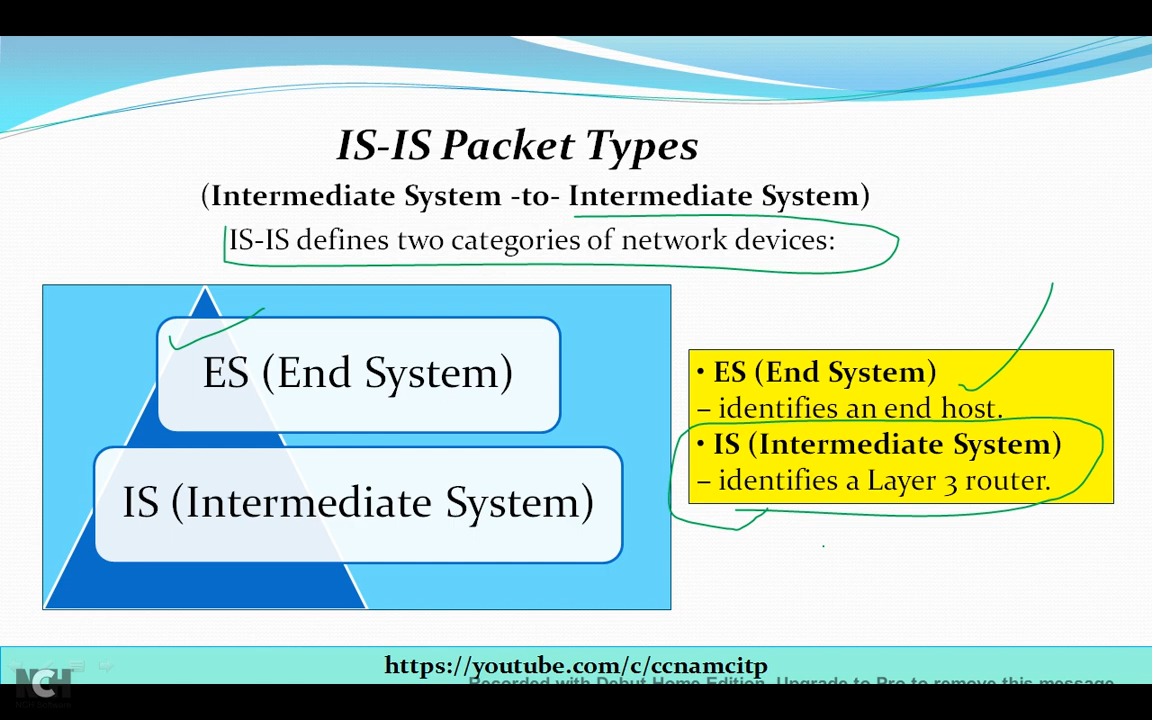 IS-IS Packet Types
(Intermediate System -to- Intermediate System)
IS-IS defines two categories of network devices:
ES (End System)
IS (Intermediate System)
• ES (End System)
– identifies an end host.
• IS (Intermediate System)
– identifies a Layer 3 router.
https://youtube.com/c/ccnamcitp
Recorded with Debut Home Edition. Upgrade to Pro to remove this message
NCH
NCH Software